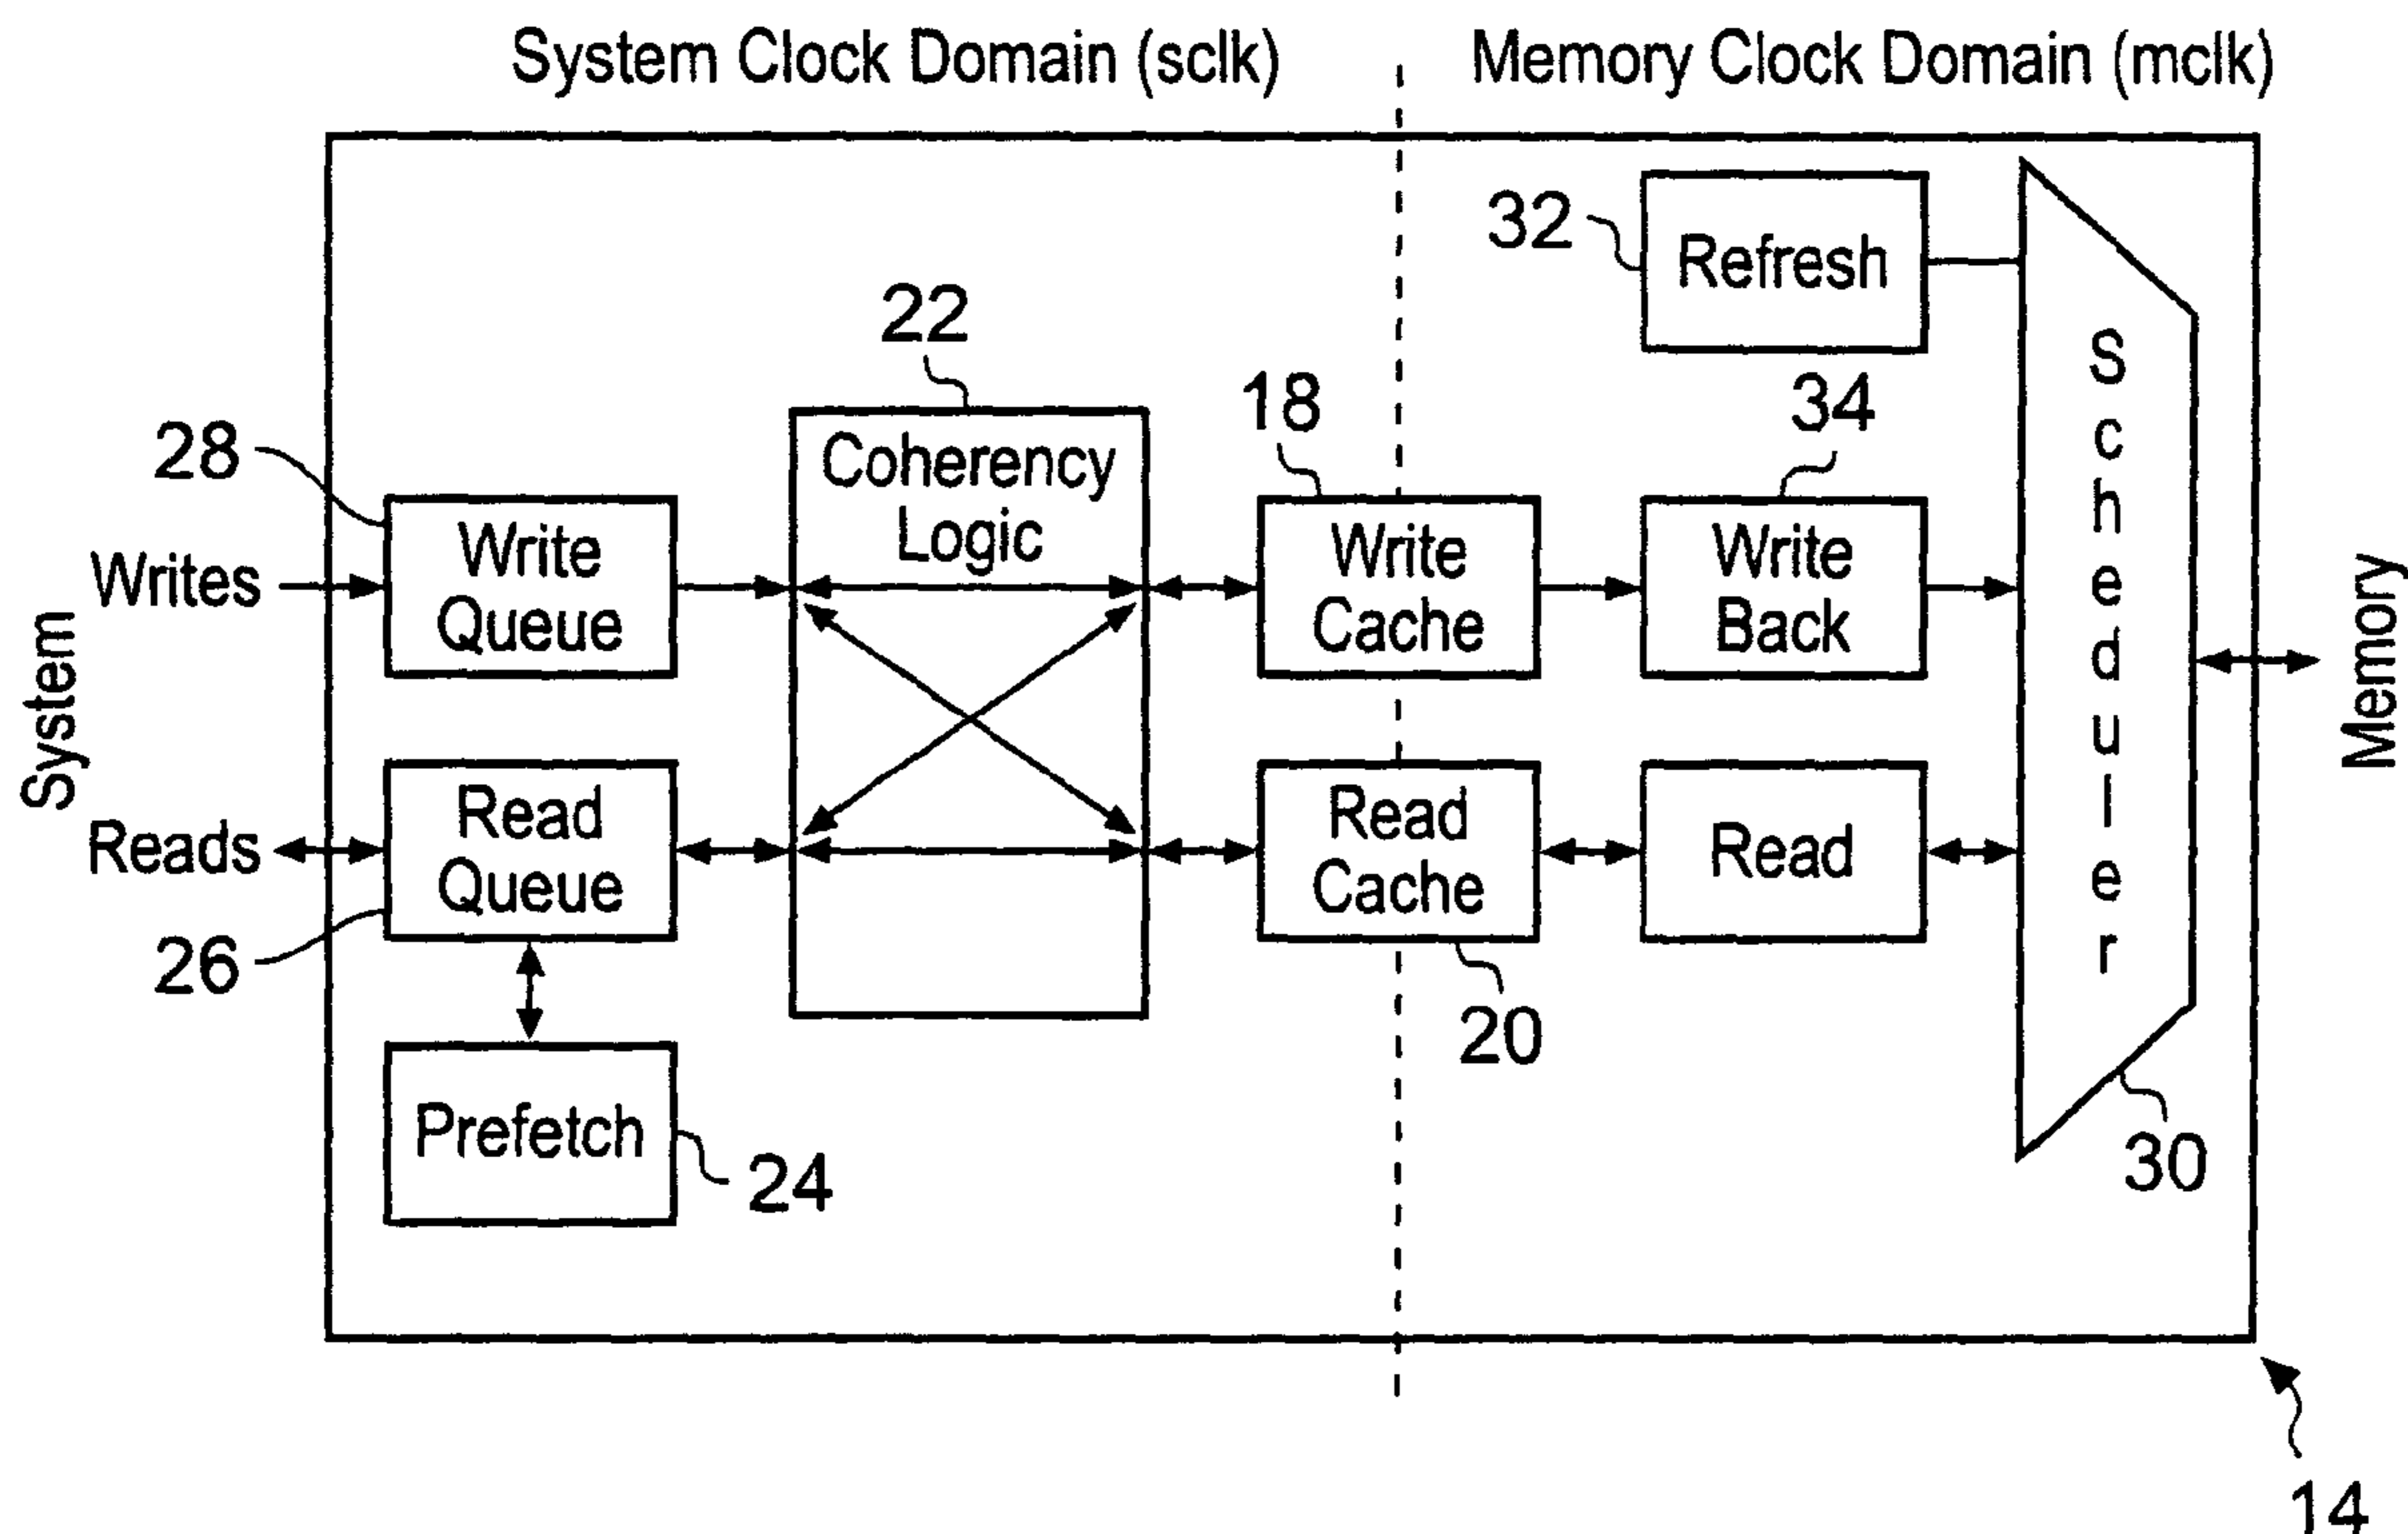 System Clock Domain (sclk)
Memory Clock Domain (mclk)
32
Refresh
22
18
34
28
Coherency
Logic
Write
Queue
Write
Cache
Write
Back
Scheduler
Writes
System
Memory
Reads
Read
Queue
Read
Cache
Read
26
20
Prefetch
24
30
14